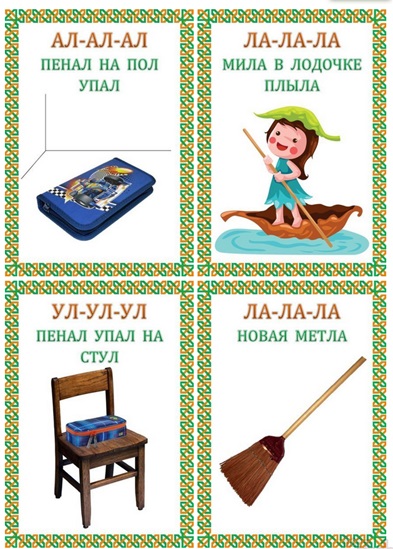 АЛ-АЛ-АЛ
ПЕНАЛ НА ПОЛ
УПАЛ
ЛА-ЛА-ЛА
МИЛА В ЛОДОЧКЕ
ПЛЫЛА
УЛ-УЛ-УЛ
ПЕНАЛ УПАЛ НА
СТУЛ
ЛА-ЛА-ЛА
НОВАЯ МЕТЛА